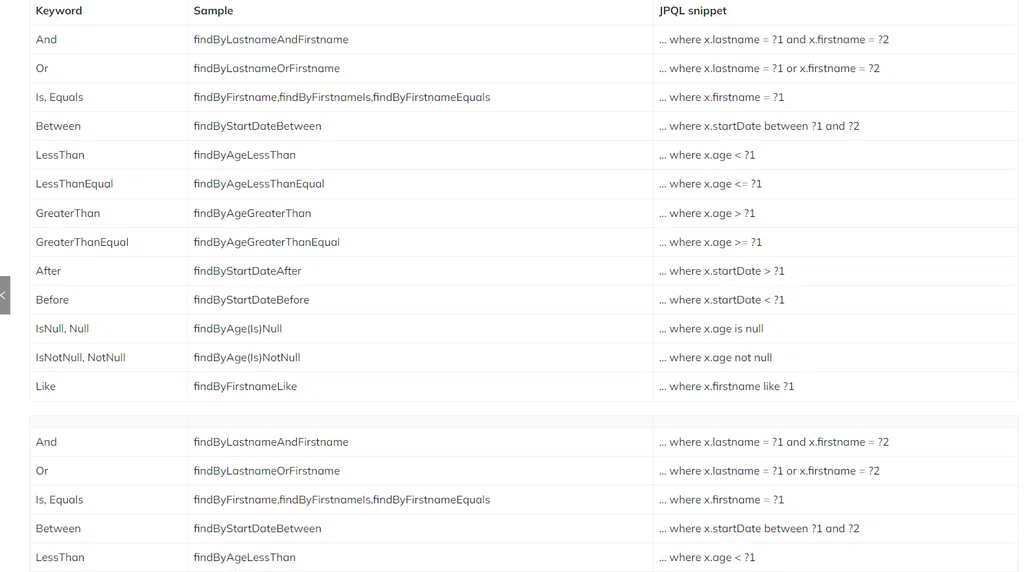 Keyword Sample JPQL snippet
And findByLastnameAndFirstname … where x.lastname = ?1 and x.firstname = ?2
Or findByLastnameOrFirstname … where x.lastname = ?1 or x.firstname = ?2
Is, Equals findByFirstname,findByFirstnameIs,findByFirstnameEquals … where x.firstname = ?1
Between findByStartDateBetween … where x.startDate between ?1 and ?2
LessThan findByAgeLessThan … where x.age < ?1
LessThanEqual findByAgeLessThanEqual … where x.age <= ?1
GreaterThan findByAgeGreaterThan … where x.age > ?1
GreaterThanEqual findByAgeGreaterThanEqual … where x.age >= ?1
After findByStartDateAfter … where x.startDate > ?1
Before findByStartDateBefore … where x.startDate < ?1
IsNull, Null findByAge(Is)Null … where x.age is null
IsNotNull, NotNull findByAge(Is)NotNull … where x.age not null
Like findByFirstnameLike … where x.firstname like ?1
And findByLastnameAndFirstname … where x.lastname = ?1 and x.firstname = ?2
Or findByLastnameOrFirstname … where x.lastname = ?1 or x.firstname = ?2
Is, Equals findByFirstname,findByFirstnameIs,findByFirstnameEquals … where x.firstname = ?1
Between findByStartDateBetween … where x.startDate between ?1 and ?2
LessThan findByAgeLessThan … where x.age < ?1